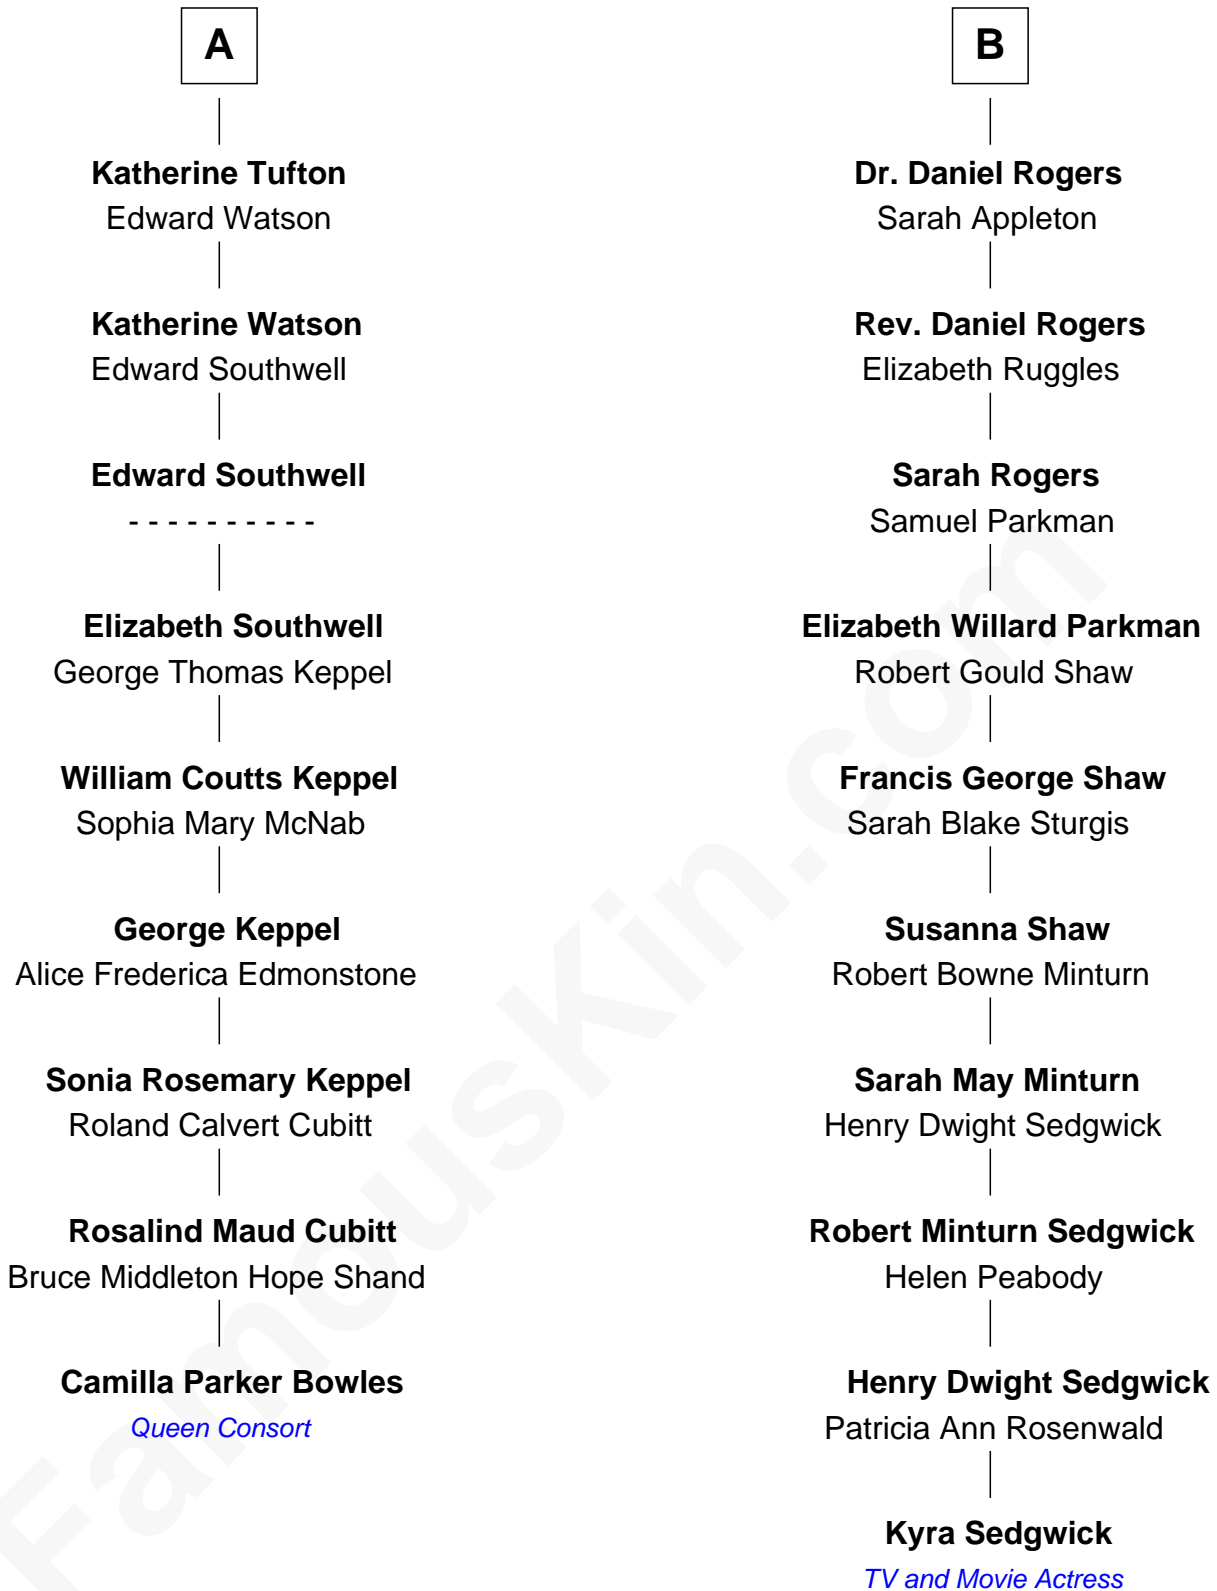 A
Katherine Tufton
Edward Watson
Katherine Watson
Edward Southwell
Edward Southwell
- - - - - - - - - -
Elizabeth Southwell
George Thomas Keppel
William Coutts Keppel
Sophia Mary McNab
George Keppel
Alice Frederica Edmonstone
Sonia Rosemary Keppel
Roland Calvert Cubitt
Rosalind Maud Cubitt
Bruce Middleton Hope Shand
Camilla Parker Bowles
Queen Consort
B
Dr. Daniel Rogers
Sarah Appleton
Rev. Daniel Rogers
Elizabeth Ruggles
Sarah Rogers
Samuel Parkman
Elizabeth Willard Parkman
Robert Gould Shaw
Francis George Shaw
Sarah Blake Sturgis
Susanna Shaw
Robert Bowne Minturn
Sarah May Minturn
Henry Dwight Sedgwick
Robert Minturn Sedgwick
Helen Peabody
Henry Dwight Sedgwick
Patricia Ann Rosenwald
Kyra Sedgwick
TV and Movie Actress
FamousKin.com